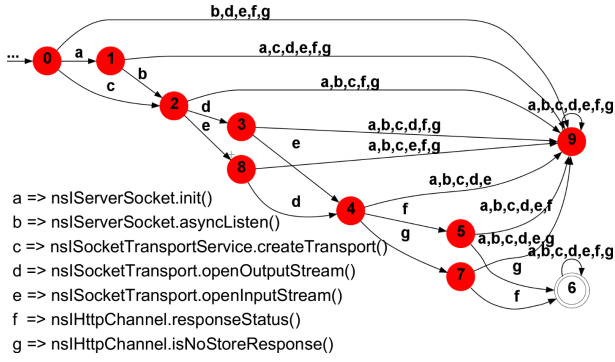 b,d,e,f,g
... 0 a 1 a,c,d,e,f,g
b
c 2 a,b,c,f,g
d
e 3 a,b,c,d,f,g a,b,c,d,e,f,g
9
8 e a,b,c,e,f,g
d 4 a,b,c,d,e
f 5 a,b,c,d,e,f
g 7 a,b,c,d,e,g
g a,b,c,d,e,f,g
f 6
a => nsIServerSocket.init()
b => nsIServerSocket.asyncListen()
c => nsISocketTransportService.createTransport()
d => nsISocketTransport.openOutputStream()
e => nsISocketTransport.openInputStream()
f => nsIHttpChannel.responseStatus()
g => nsIHttpChannel.isNoStoreResponse()